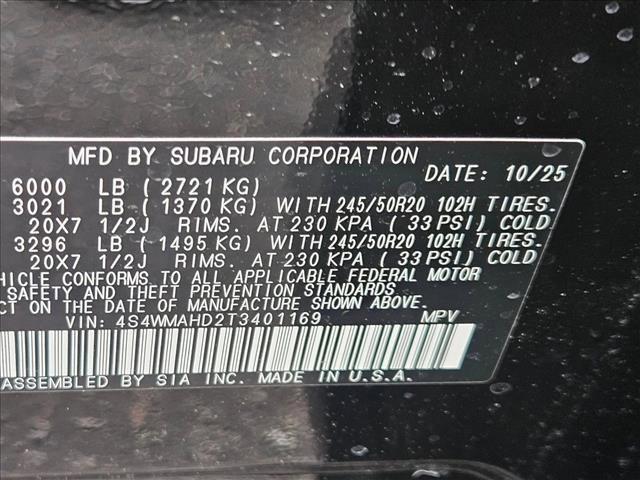 MFD BY SUBARU CORPORATION
DATE: 10/25
6000 LB ( 2721 KG)
3021 LB ( 1370 KG) WITH 245/50R20 102H TIRES.
20X7 1/2J RIMS. AT 230 KPA ( 33 PSI) COLD
3296 LB ( 1495 KG) WITH 245/50R20 102H TIRES.
20X7 1/2J RIMS. AT 230 KPA ( 33 PSI) COLD
CONFORMS TO ALL APPLICABLE FEDERAL MOTOR
SAFETY AND THEFT PREVENTION STANDARDS
ON THE DATE OF MANUFACTURE SHOWN ABOVE.
VIN: 4S4WMAHD2T3401169 MPV
ASSEMBLED BY SIA INC. MADE IN U.S.A.